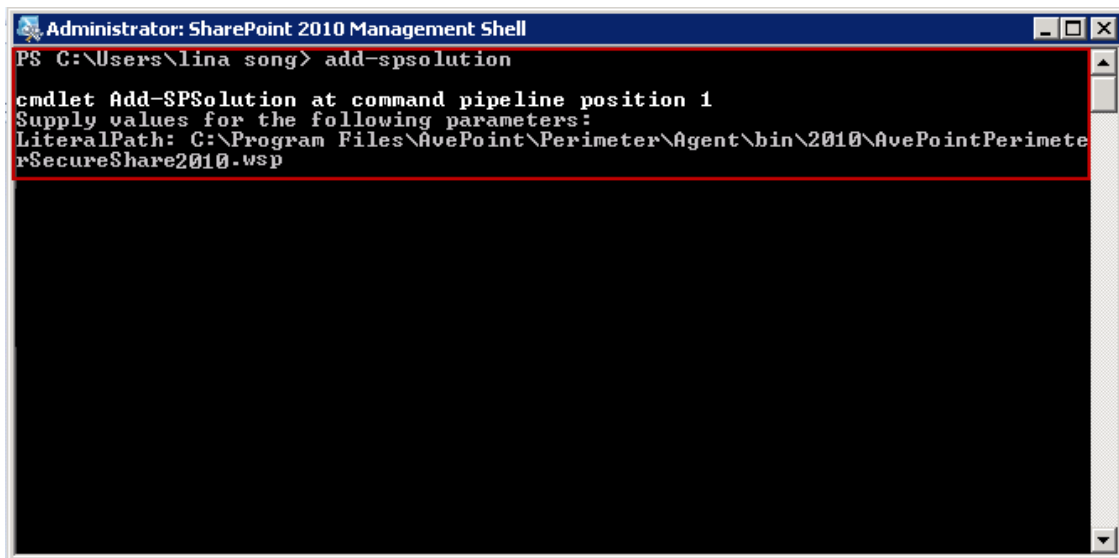 Administrator: SharePoint 2010 Management Shell
PS C:\Users\lina song> add-spsolution
cmdlet Add-SPSolution at command pipeline position 1
Supply values for the following parameters:
LiteralPath: C:\Program Files\AvePoint\Perimeter\Agent\bin\2010\AvePointPerimete
rSecureShare2010.wsp